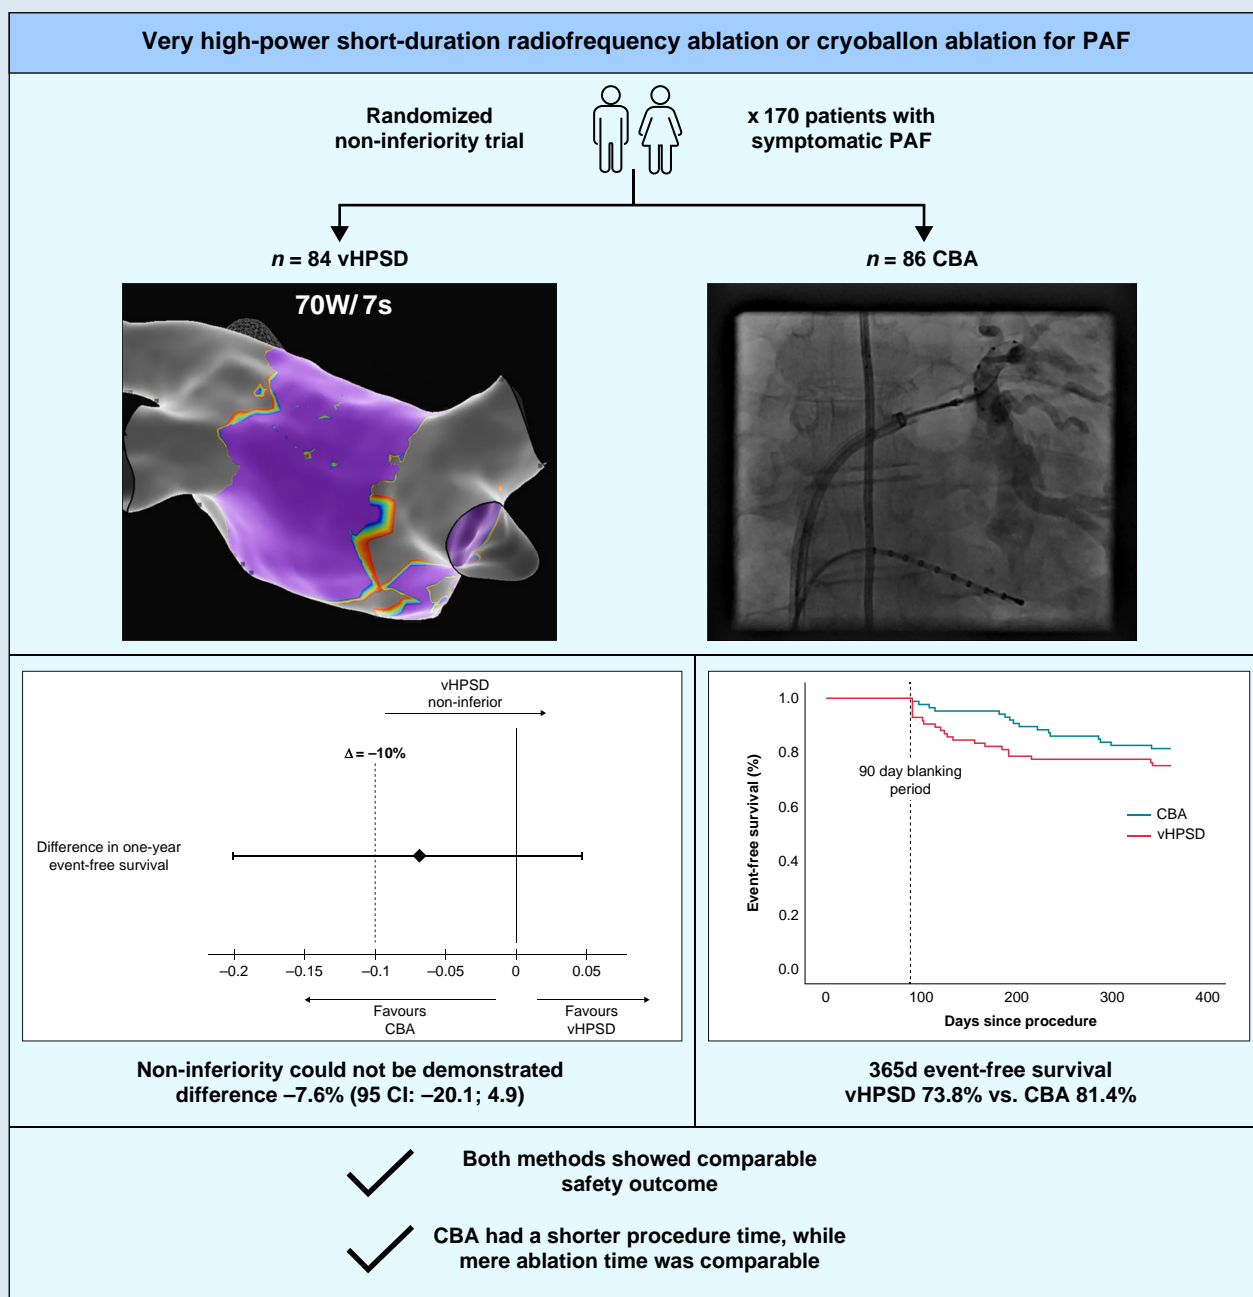 Very high-power short-duration radiofrequency ablation or cryoballon ablation for PAF
Randomized
non-inferiority trial
x 170 patients with
symptomatic PAF
n = 84 vHPSD
n = 86 CBA
70W/ 7s
vHPSD
non-inferior
Δ = –10%
Difference in one-year
event-free survival
–0.2
–0.15
–0.1
–0.05
0
0.05
Favours
CBA
Favours
vHPSD
Non-inferiority could not be demonstrated
difference –7.6% (95 CI: –20.1; 4.9)
Event-free survival (%)
1.0
0.8
0.6
0.4
0.2
0.0
90 day blanking
period
CBA
vHPSD
0
100
200
300
400
Days since procedure
365d event-free survival
vHPSD 73.8% vs. CBA 81.4%
Both methods showed comparable
safety outcome
CBA had a shorter procedure time, while
mere ablation time was comparable